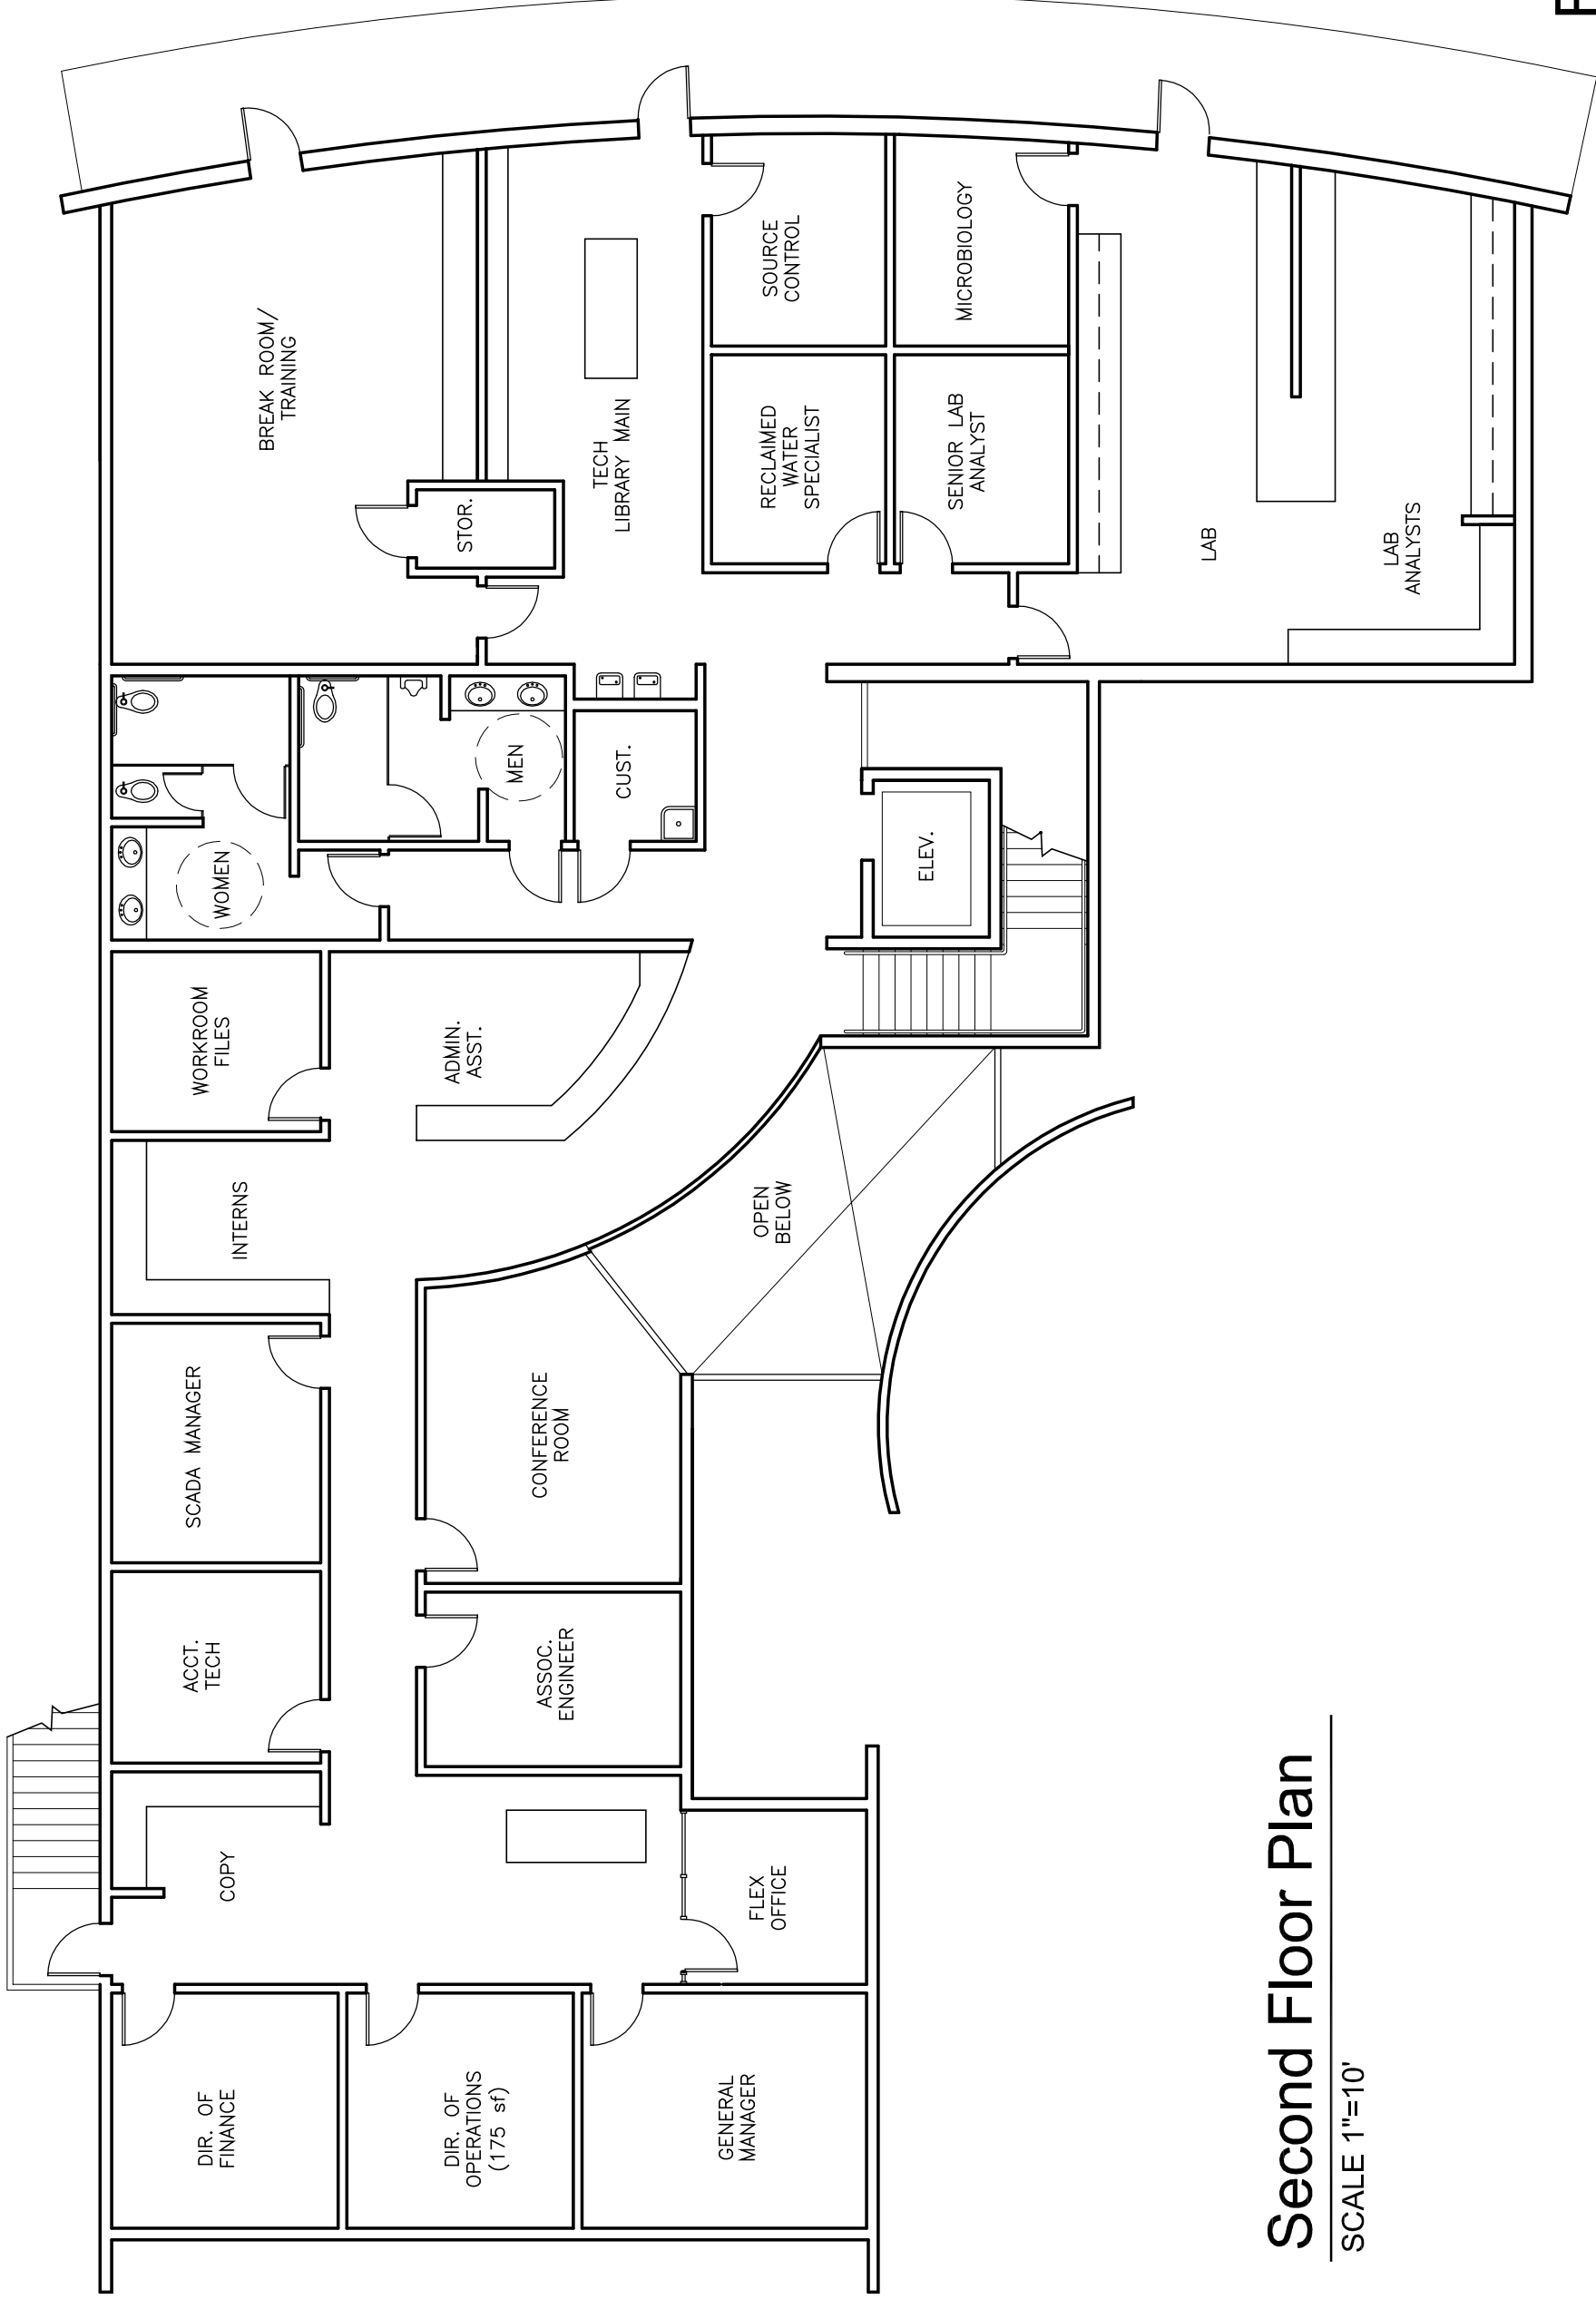 BREAK ROOM/
TRAINING
STOR.
TECH
LIBRARY MAIN
SOURCE
CONTROL
MICROBIOLOGY
RECLAIMED
WATER
SPECIALIST
SENIOR LAB
ANALYST
LAB
LAB
ANALYSTS
WOMEN
MEN
CUST.
ELEV.
WORKROOM
FILES
ADMIN.
ASST.
INTERNS
OPEN
BELOW
SCADA MANAGER
CONFERENCE
ROOM
ACCT.
TECH
ASSOC.
ENGINEER
COPY
FLEX
OFFICE
DIR. OF
FINANCE
DIR. OF
OPERATIONS
(175 sf)
GENERAL
MANAGER
Second Floor Plan
SCALE 1"=10'